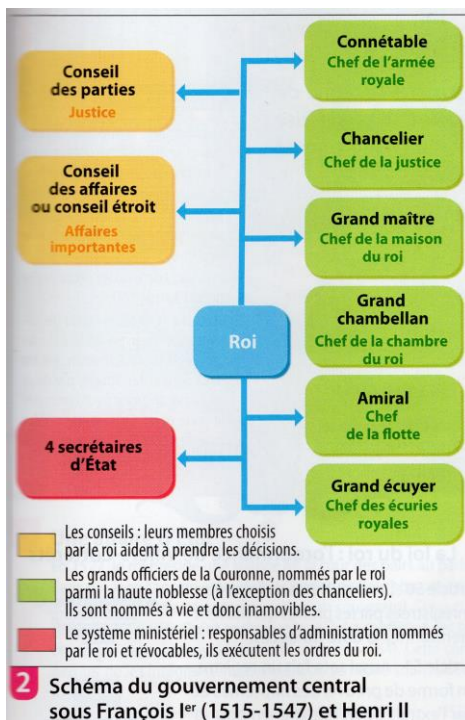 Conseil
des parties
Justice
Conseil
des affaires
ou conseil étroit
Affaires
importantes
4 secrétaires
d'État
Roi
Connétable
Chef de l'armée
royale
Chancelier
Chef de la justice
Grand maître
Chef de la maison
du roi
Grand
chambellan
Chef de la chambre
du roi
Amiral
Chef
de la flotte
Grand écuyer
Chef des écuries
royales
Les conseils : leurs membres choisis
par le roi aident à prendre les décisions.
Les grands officiers de la Couronne, nommés par le roi
parmi la haute noblesse (à l'exception des chanceliers).
Ils sont nommés à vie et donc inamovibles.
Le système ministériel : responsables d'administration nommés
par le roi et révocables, ils exécutent les ordres du roi.
2 Schéma du gouvernement central
sous François Ier (1515-1547) et Henri II